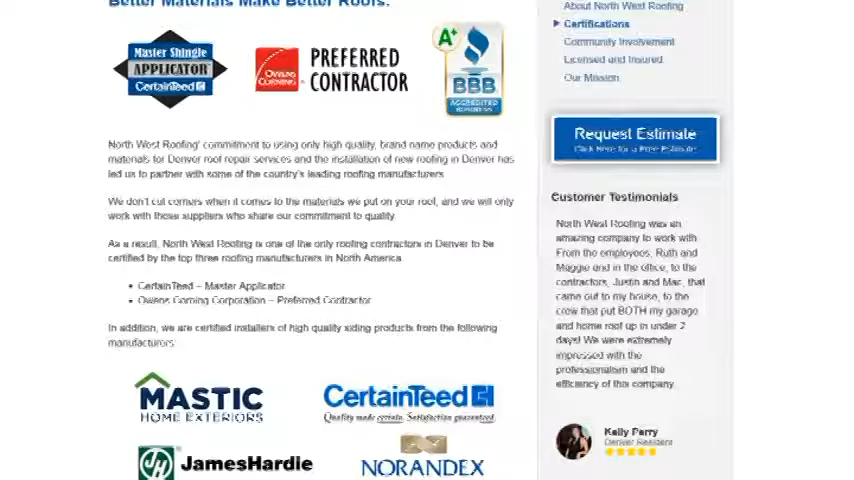 Better Materials Make Better Roofs.
Master Shingle
APPLICATOR
CertainTeed
OWENS
CORNING
PREFERRED
CONTRACTOR
A+
BBB
ACCREDITED
BUSINESS
North West Roofing' commitment to using only high quality, brand name products and
materials for Denver roof repair services and the installation of new roofing in Denver has
led us to partner with some of the country's leading roofing manufacturers.
We don't cut corners when it comes to the materials we put on your roof, and we will only
work with those suppliers who share our commitment to quality.
As a result, North West Roofing is one of the only roofing contractors in Denver to be
certified by the top three roofing manufacturers in North America.
• CertainTeed – Master Applicator
• Owens Corning Corporation – Preferred Contractor
In addition, we are certified installers of high quality siding products from the following
manufacturers:
MASTIC
HOME EXTERIORS
CertainTeed
Quality made certain. Satisfaction guaranteed.
JH JamesHardie
NORANDEX
About North West Roofing
Certifications
Community Involvement
Licensed and Insured
Our Mission
Request Estimate
Click Here for a Free Estimate
Customer Testimonials
North West Roofing was an
amazing company to work with.
From the employees, Ruth and
Maggie and in the office, to the
contractors, Justin and Mac, that
came out to my house, to the
crew that put BOTH my garage
and home roof up in under 2
days! We were extremely
impressed with the
professionalism and the
efficiency of this company.
Kelly Perry
Denver Resident